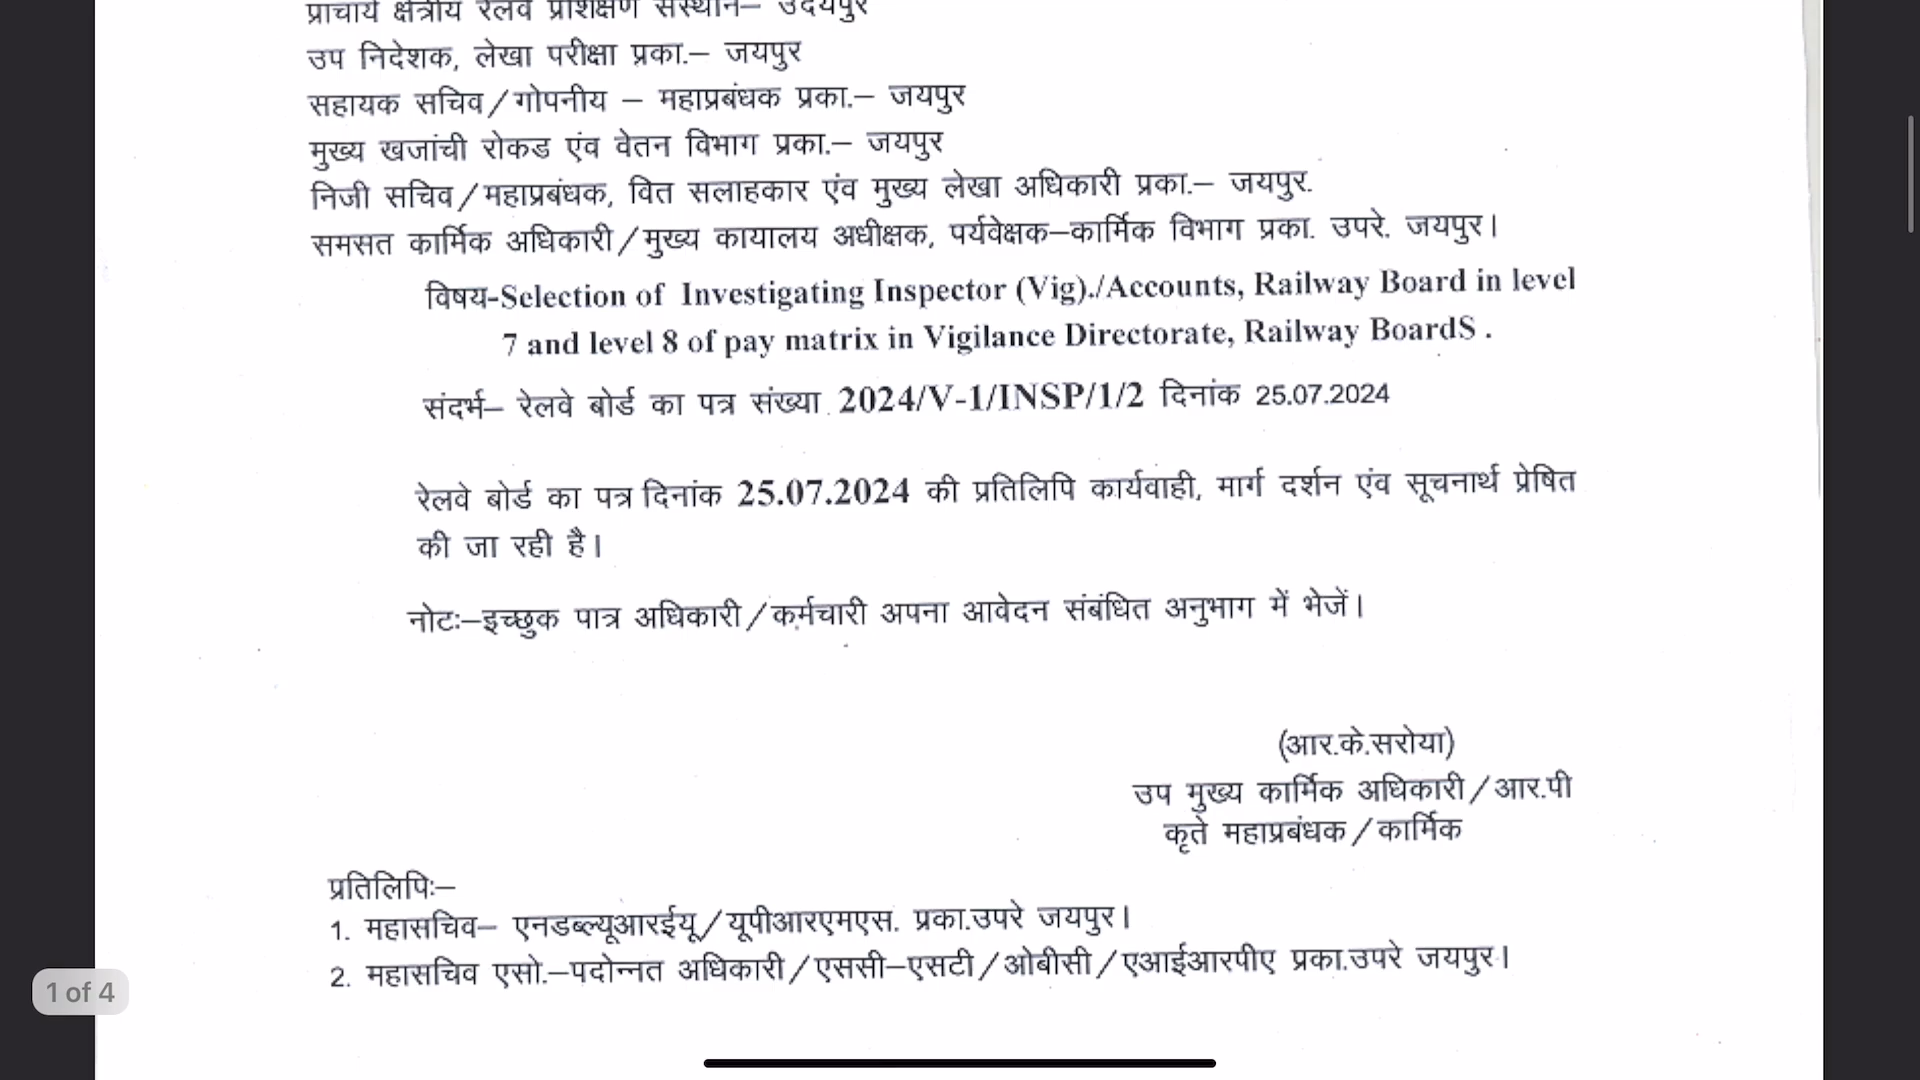 प्राचार्य क्षेत्रीय रेलवे प्रशिक्षण संस्थान– उदयपुर
उप निदेशक, लेखा परीक्षा प्रका.– जयपुर
सहायक सचिव/गोपनीय – महाप्रबंधक प्रका.– जयपुर
मुख्य खजांची रोकड एंव वेतन विभाग प्रका.– जयपुर
निजी सचिव/महाप्रबंधक, वित सलाहकार एंव मुख्य लेखा अधिकारी प्रका.– जयपुर.
समसत कार्मिक अधिकारी/मुख्य कायालय अधीक्षक, पर्यवेक्षक–कार्मिक विभाग प्रका. उपरे. जयपुर।
विषय-Selection of Investigating Inspector (Vig)./Accounts, Railway Board in level
7 and level 8 of pay matrix in Vigilance Directorate, Railway BoardS .
संदर्भ– रेलवे बोर्ड का पत्र संख्या 2024/V-1/INSP/1/2 दिनांक 25.07.2024
रेलवे बोर्ड का पत्र दिनांक 25.07.2024 की प्रतिलिपि कार्यवाही, मार्ग दर्शन एंव सूचनार्थ प्रेषित
की जा रही है।
नोटः–इच्छुक पात्र अधिकारी/कर्मचारी अपना आवेदन संबंधित अनुभाग में भेजें।
(आर.के.सरोया)
उप मुख्य कार्मिक अधिकारी/आर.पी
कृते महाप्रबंधक/कार्मिक
प्रतिलिपिः–
1. महासचिव– एनडब्ल्यूआरईयू/यूपीआरएमएस. प्रका.उपरे जयपुर।
2. महासचिव एसो.–पदोन्नत अधिकारी/एससी–एसटी/ओबीसी/एआईआरपीए प्रका.उपरे जयपुर।
1 of 4